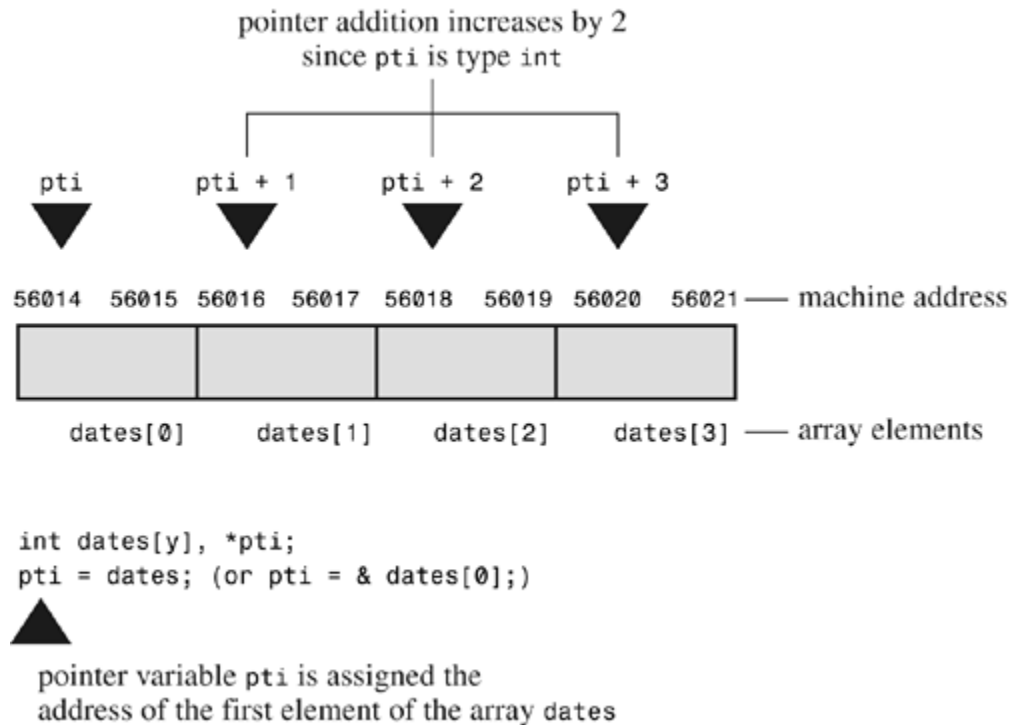 pointer addition increases by 2
since pti is type int
pti pti + 1 pti + 2 pti + 3
56014 56015 56016 56017 56018 56019 56020 56021 machine address
dates[0] dates[1] dates[2] dates[3] array elements
int dates[y], *pti;
pti = dates; (or pti = & dates[0];)
pointer variable pti is assigned the
address of the first element of the array dates